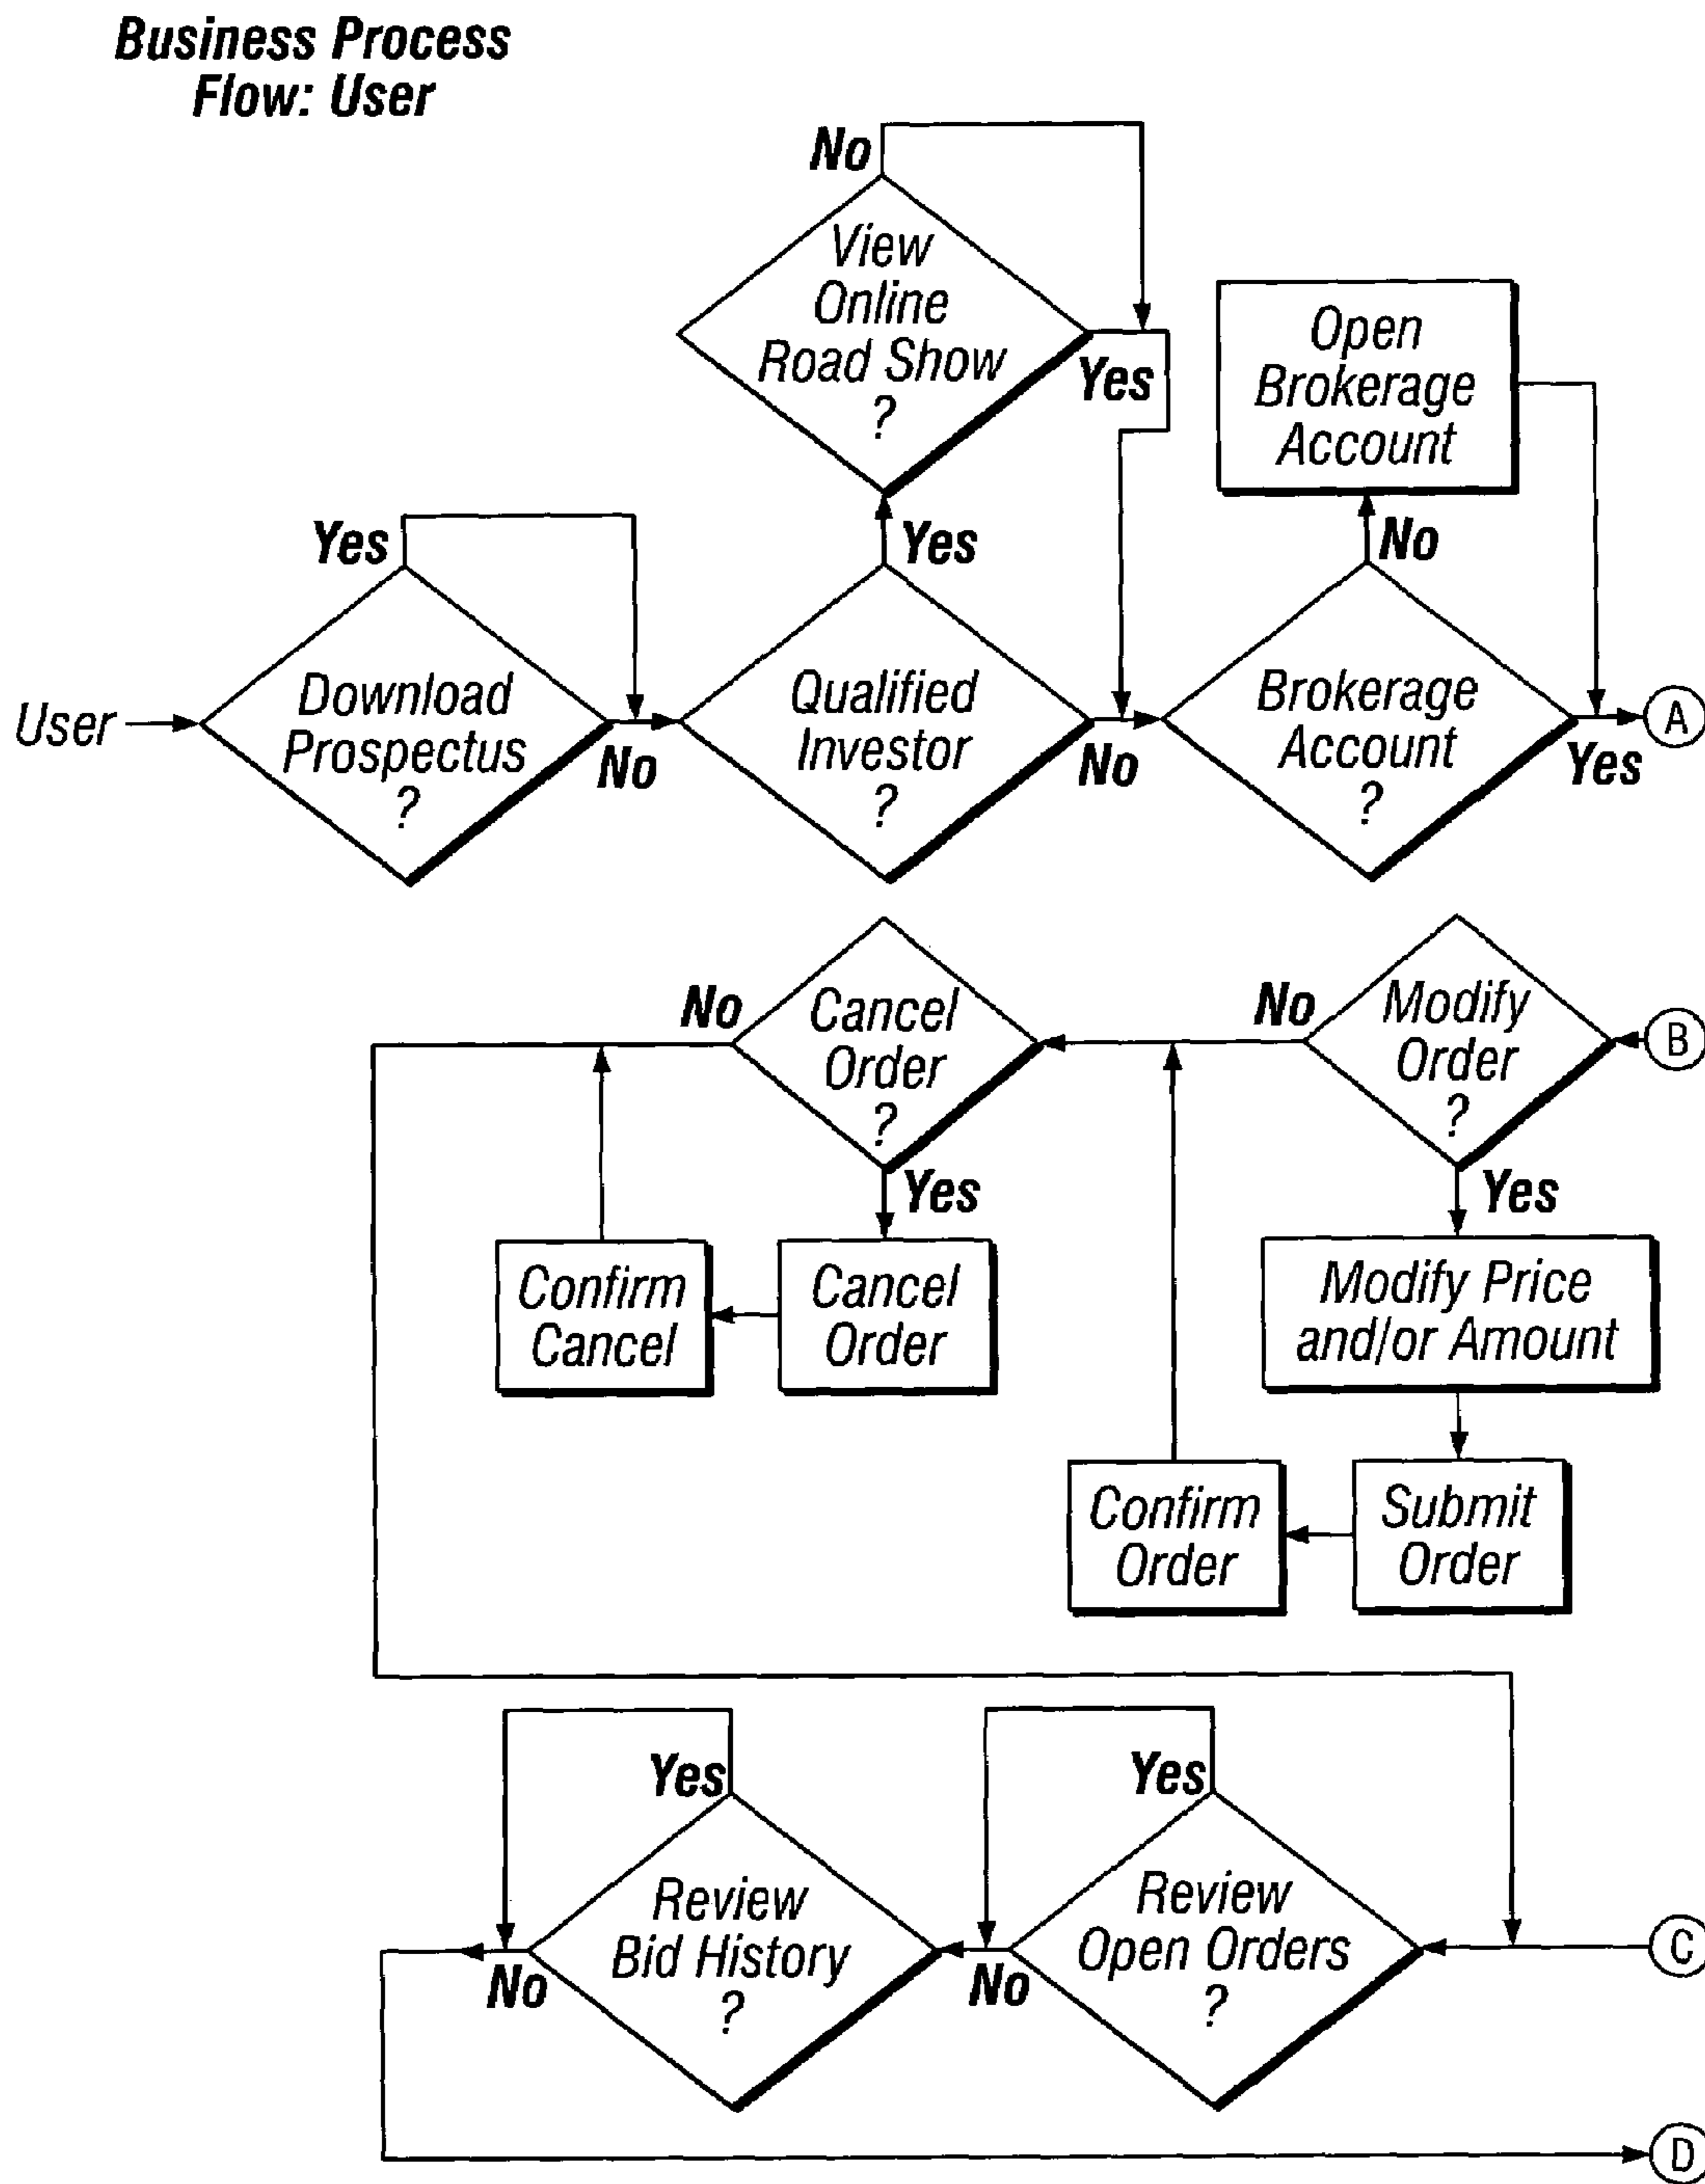 Business Process
Flow: User
No
View
Online
Road Show
?
Yes
Open
Brokerage
Account
Yes
Yes
No
User
Download
Prospectus
?
No
Qualified
Investor
?
No
Brokerage
Account
?
Yes
A
No
Cancel
Order
?
No
Modify
Order
?
B
Yes
Yes
Confirm
Cancel
Cancel
Order
Modify Price
and/or Amount
Confirm
Order
Submit
Order
Yes
Yes
Review
Bid History
?
No
Review
Open Orders
?
No
C
D